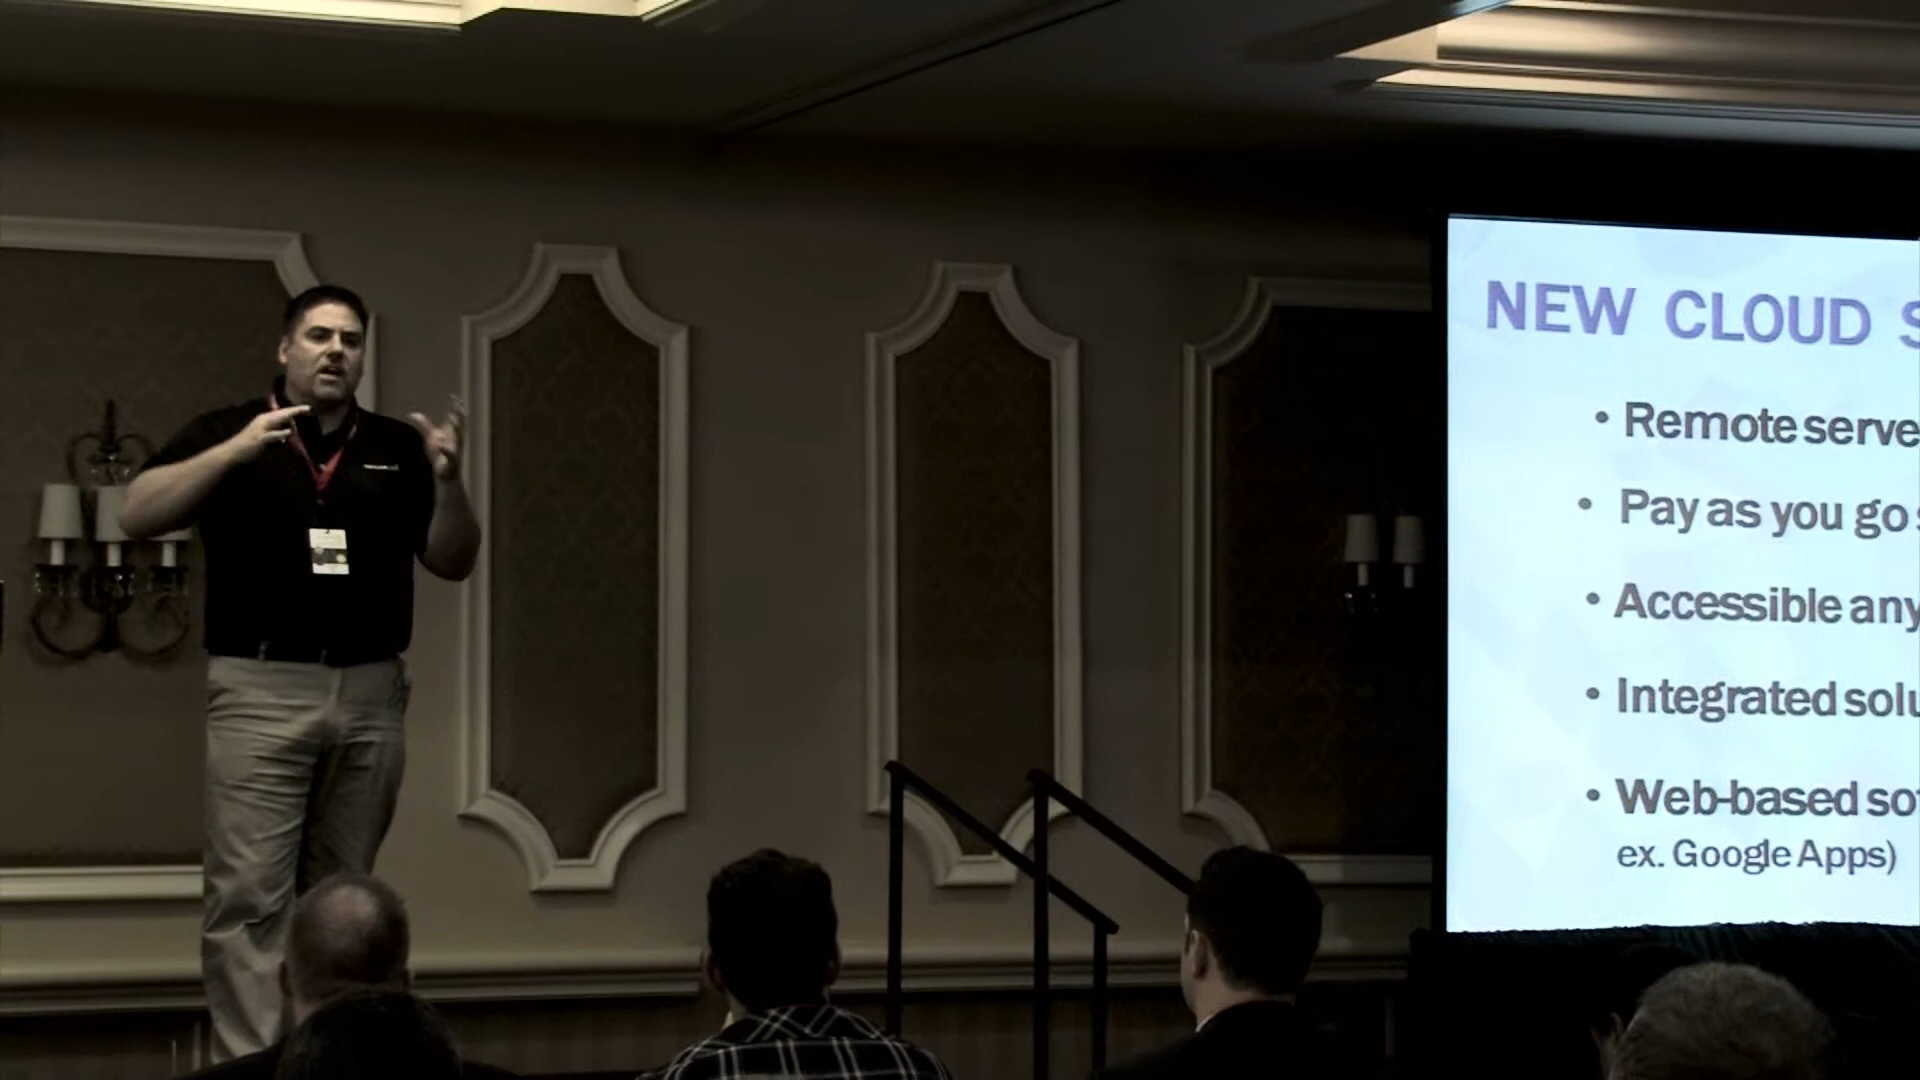 NEW CLOUD S
• Remote serve
• Pay as you go
• Accessible any
• Integrated solu
• Web-based so
ex. Google Apps)